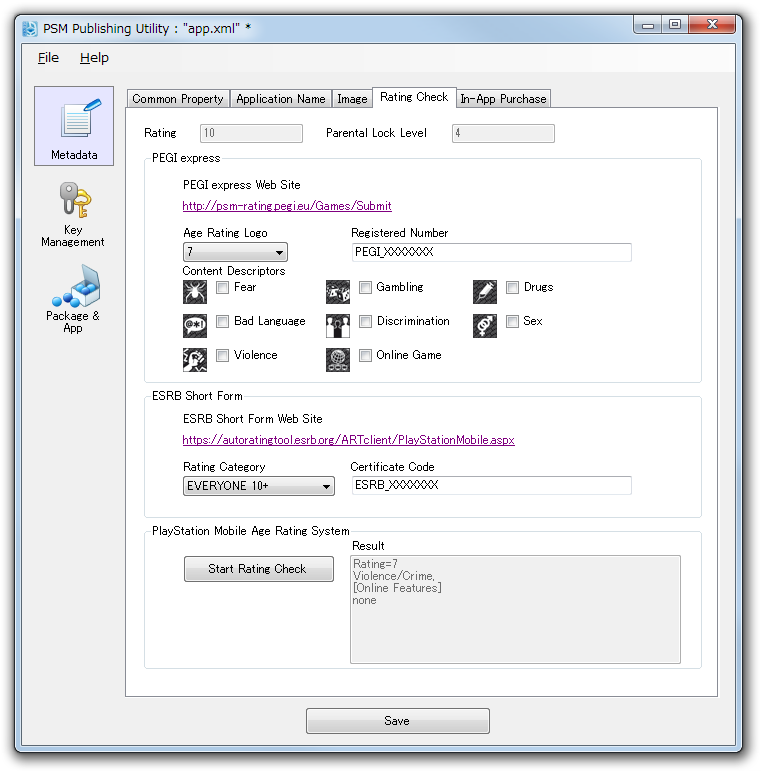 PSM Publishing Utility : "app.xml" *
File Help
Metadata
Key
Management
Package &
App
Common Property Application Name Image Rating Check In-App Purchase
Rating 10 Parental Lock Level 4
PEGI express
PEGI express Web Site
http://psm-rating.pegi.eu/Games/Submit
Age Rating Logo Registered Number
7 PEGI_XXXXXXXX
Content Descriptors
Fear Gambling Drugs
Bad Language Discrimination Sex
Violence Online Game
ESRB Short Form
ESRB Short Form Web Site
https://autoratingtool.esrb.org/ARTclient/PlayStationMobile.aspx
Rating Category Certificate Code
EVERYONE 10+ ESRB_XXXXXXXX
PlayStation Mobile Age Rating System
Result
Start Rating Check
Rating=7
Violence/Crime,
[Online Features]
none
Save